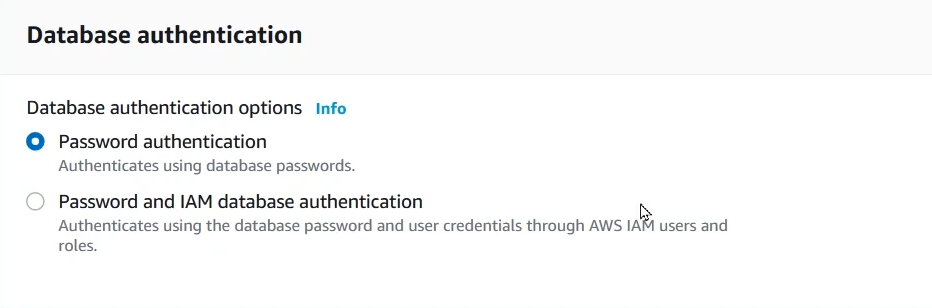 Database authentication
Database authentication options Info
Password authentication
Authenticates using database passwords.
Password and IAM database authentication
Authenticates using the database password and user credentials through AWS IAM users and
roles.